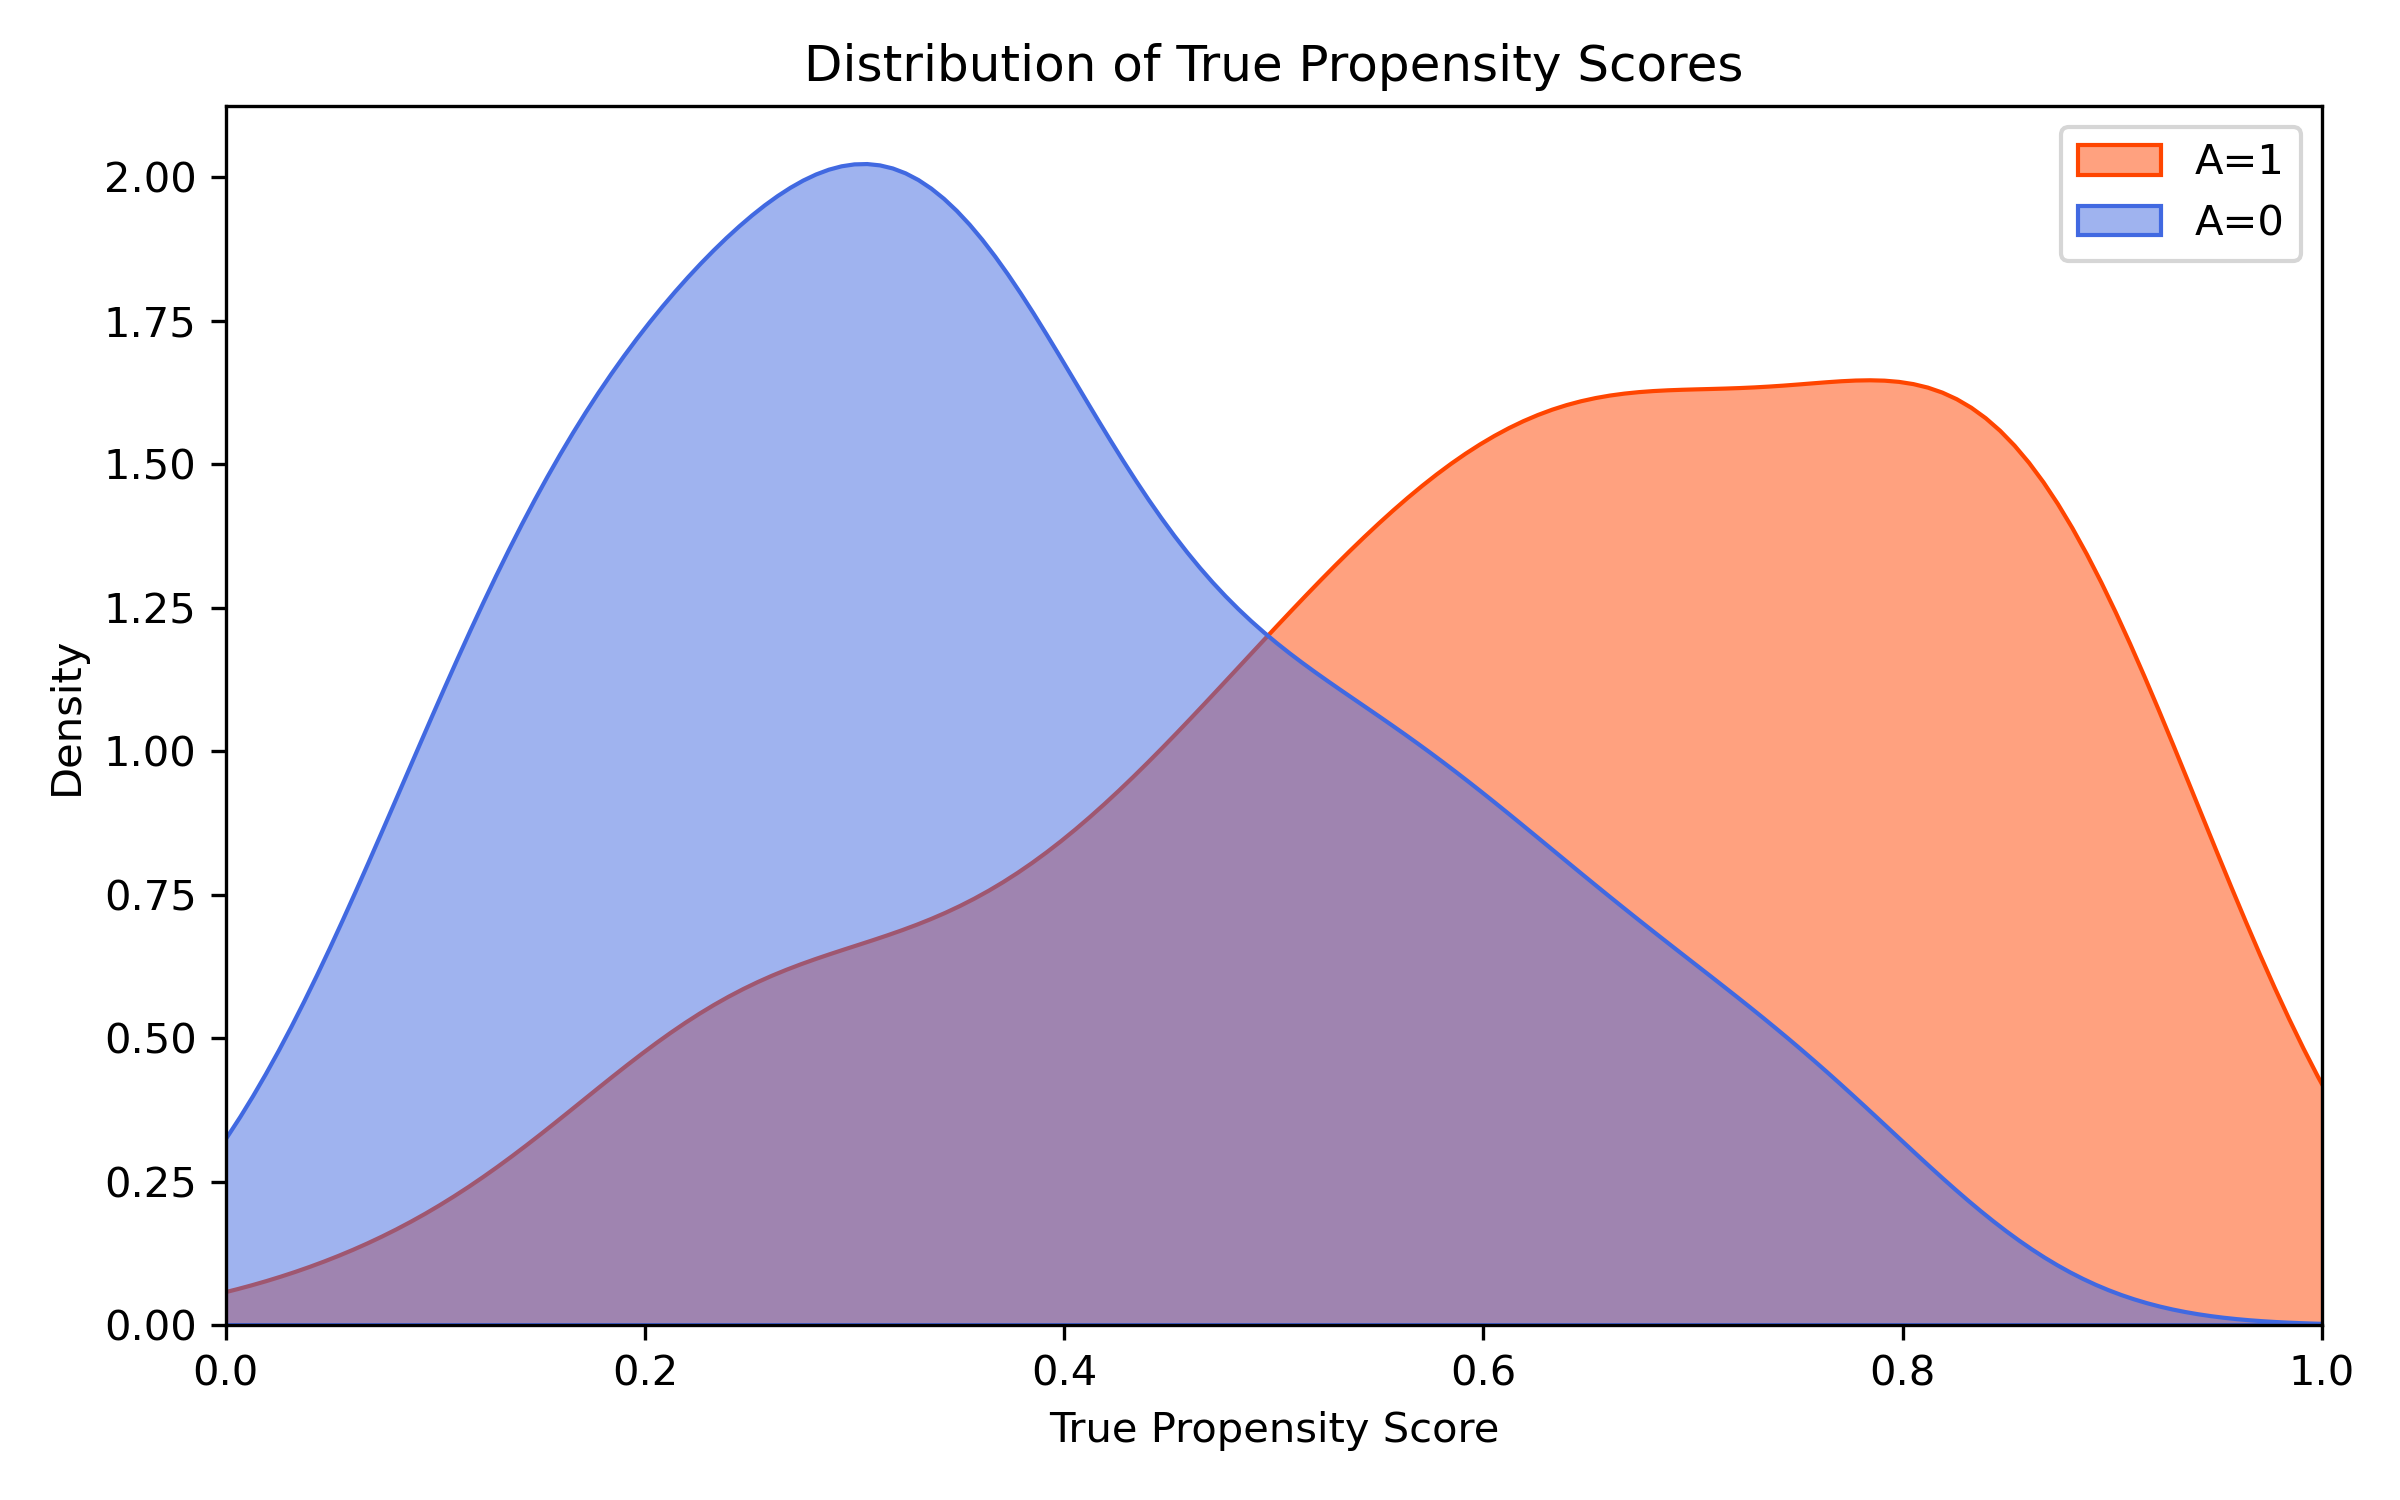 Distribution of True Propensity Scores
A=1
A=0
Density
2.00
1.75
1.50
1.25
1.00
0.75
0.50
0.25
0.00
0.0 0.2 0.4 0.6 0.8 1.0
True Propensity Score